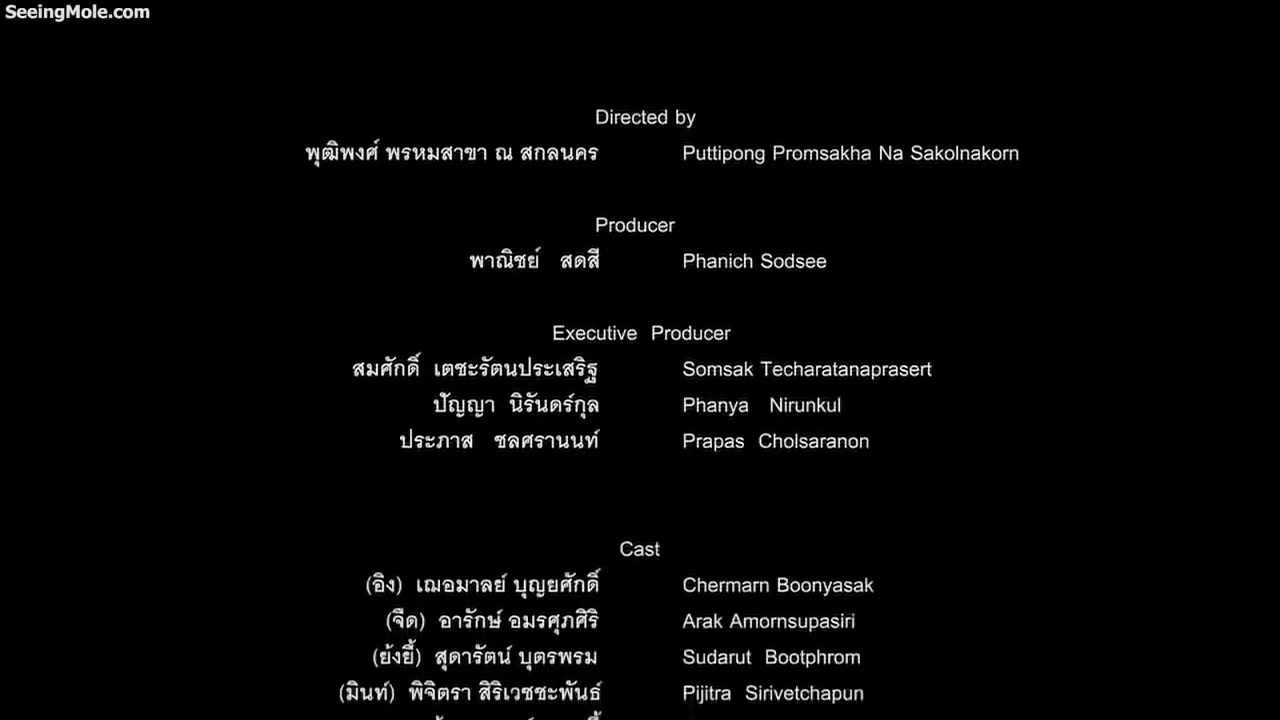 SeeingMole.com
Directed by
พุฒิพงศ์ พรหมสาขา ณ สกลนคร Puttipong Promsakha Na Sakolnakorn
Producer
พาณิชย์ สดสี Phanich Sodsee
Executive Producer
สมศักดิ์ เตชะรัตนประเสริฐ Somsak Techaratanaprasert
ปัญญา นิรันดร์กุล Phanya Nirunkul
ประภาส ชลศรานนท์ Prapas Cholsaranon
Cast
(อิง) เฌอมาลย์ บุญยศักดิ์ Chermarn Boonyasak
(จืด) อารักษ์ อมรศุภศิริ Arak Amornsupasiri
(ย้งยี้) สุดารัตน์ บุตรพรม Sudarut Bootphrom
(มินท์) พิจิตรา สิริเวชชะพันธ์ Pijitra Sirivetchapun